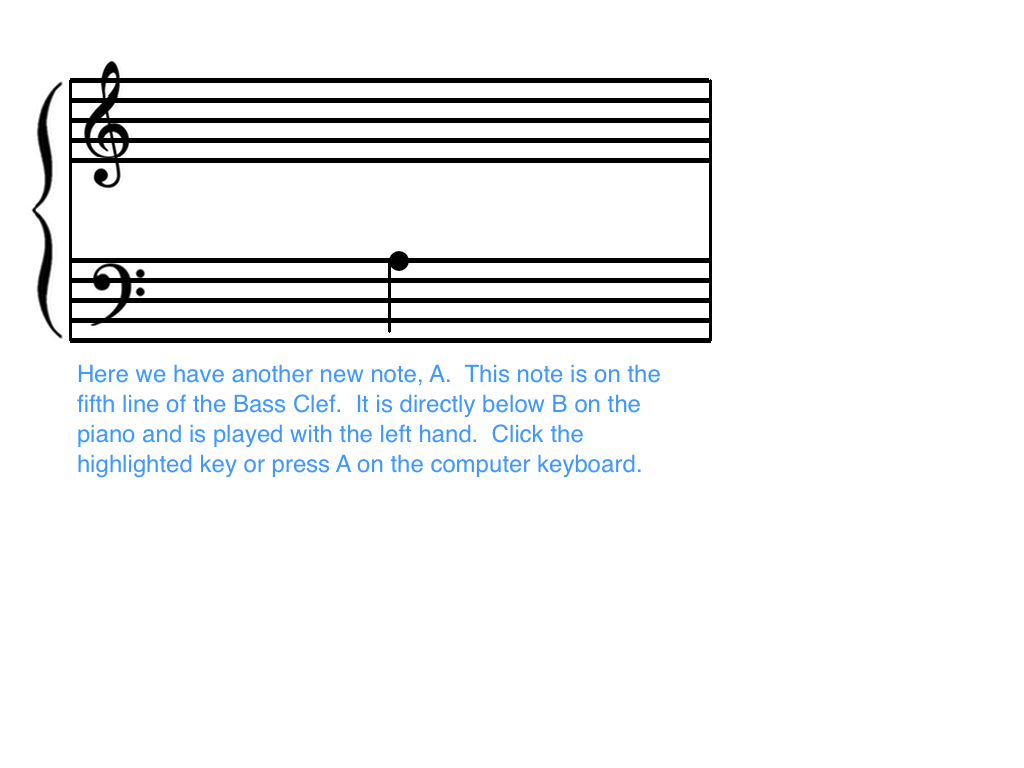 Here we have another new note, A.  This note is on the
fifth line of the Bass Clef.  It is directly below B on the
piano and is played with the left hand.  Click the
highlighted key or press A on the computer keyboard.